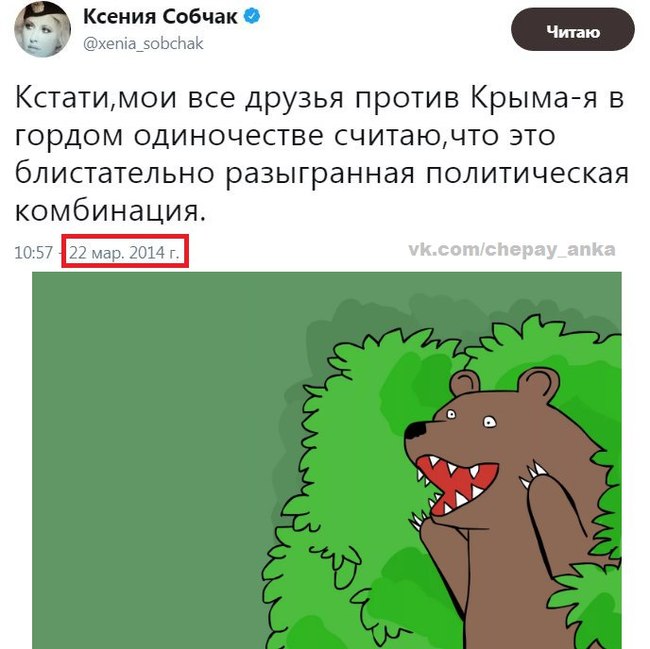 Ксения Собчак
@xenia_sobchak
Читаю
Кстати,мои все друзья против Крыма-я в
гордом одиночестве считаю,что это
блистательно разыгранная политическая
комбинация.
10:57 - 22 мар. 2014 г.
vk.com/chepay_anka